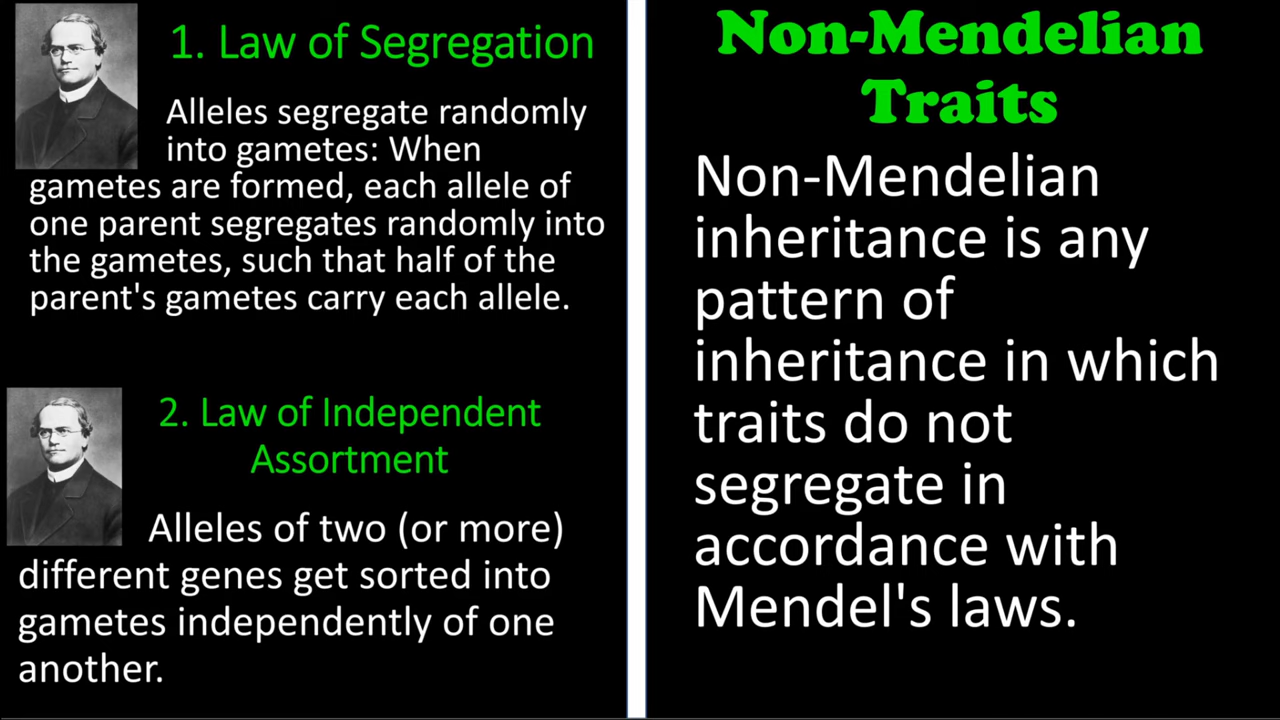 1. Law of Segregation
Alleles segregate randomly
into gametes: When
gametes are formed, each allele of
one parent segregates randomly into
the gametes, such that half of the
parent's gametes carry each allele.
2. Law of Independent
Assortment
Alleles of two (or more)
different genes get sorted into
gametes independently of one
another.
Non-Mendelian
Traits
Non-Mendelian
inheritance is any
pattern of
inheritance in which
traits do not
segregate in
accordance with
Mendel's laws.